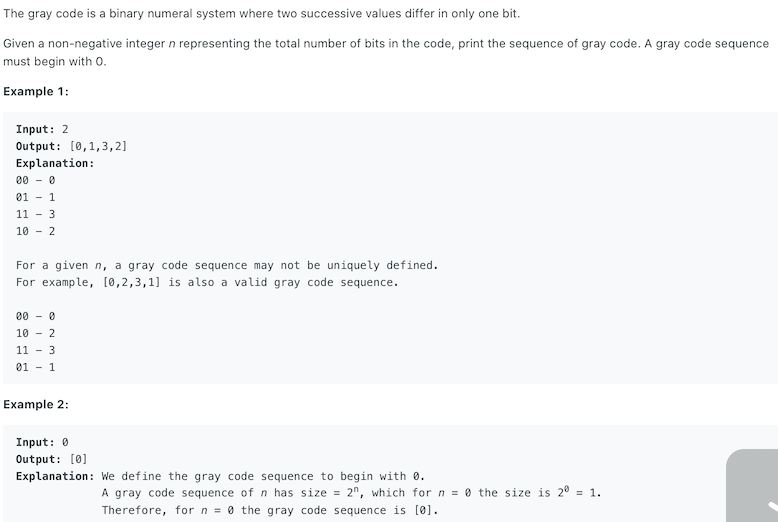 The gray code is a binary numeral system where two successive values differ in only one bit.
Given a non-negative integer n representing the total number of bits in the code, print the sequence of gray code. A gray code sequence
must begin with 0.
Example 1:
Input: 2
Output: [0,1,3,2]
Explanation:
00 - 0
01 - 1
11 - 3
10 - 2
For a given n, a gray code sequence may not be uniquely defined.
For example, [0,2,3,1] is also a valid gray code sequence.
00 - 0
10 - 2
11 - 3
01 - 1
Example 2:
Input: 0
Output: [0]
Explanation: We define the gray code sequence to begin with 0.
A gray code sequence of n has size = 2ⁿ, which for n = 0 the size is 2⁰ = 1.
Therefore, for n = 0 the gray code sequence is [0].